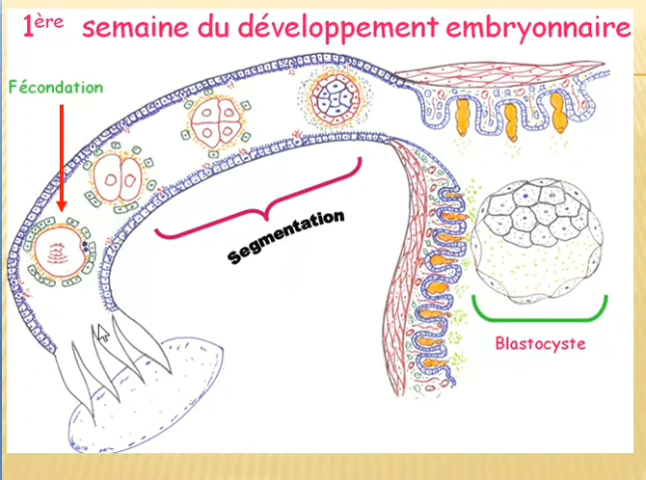 1ère semaine du développement embryonnaire
Fécondation
Segmentation
Blastocyste